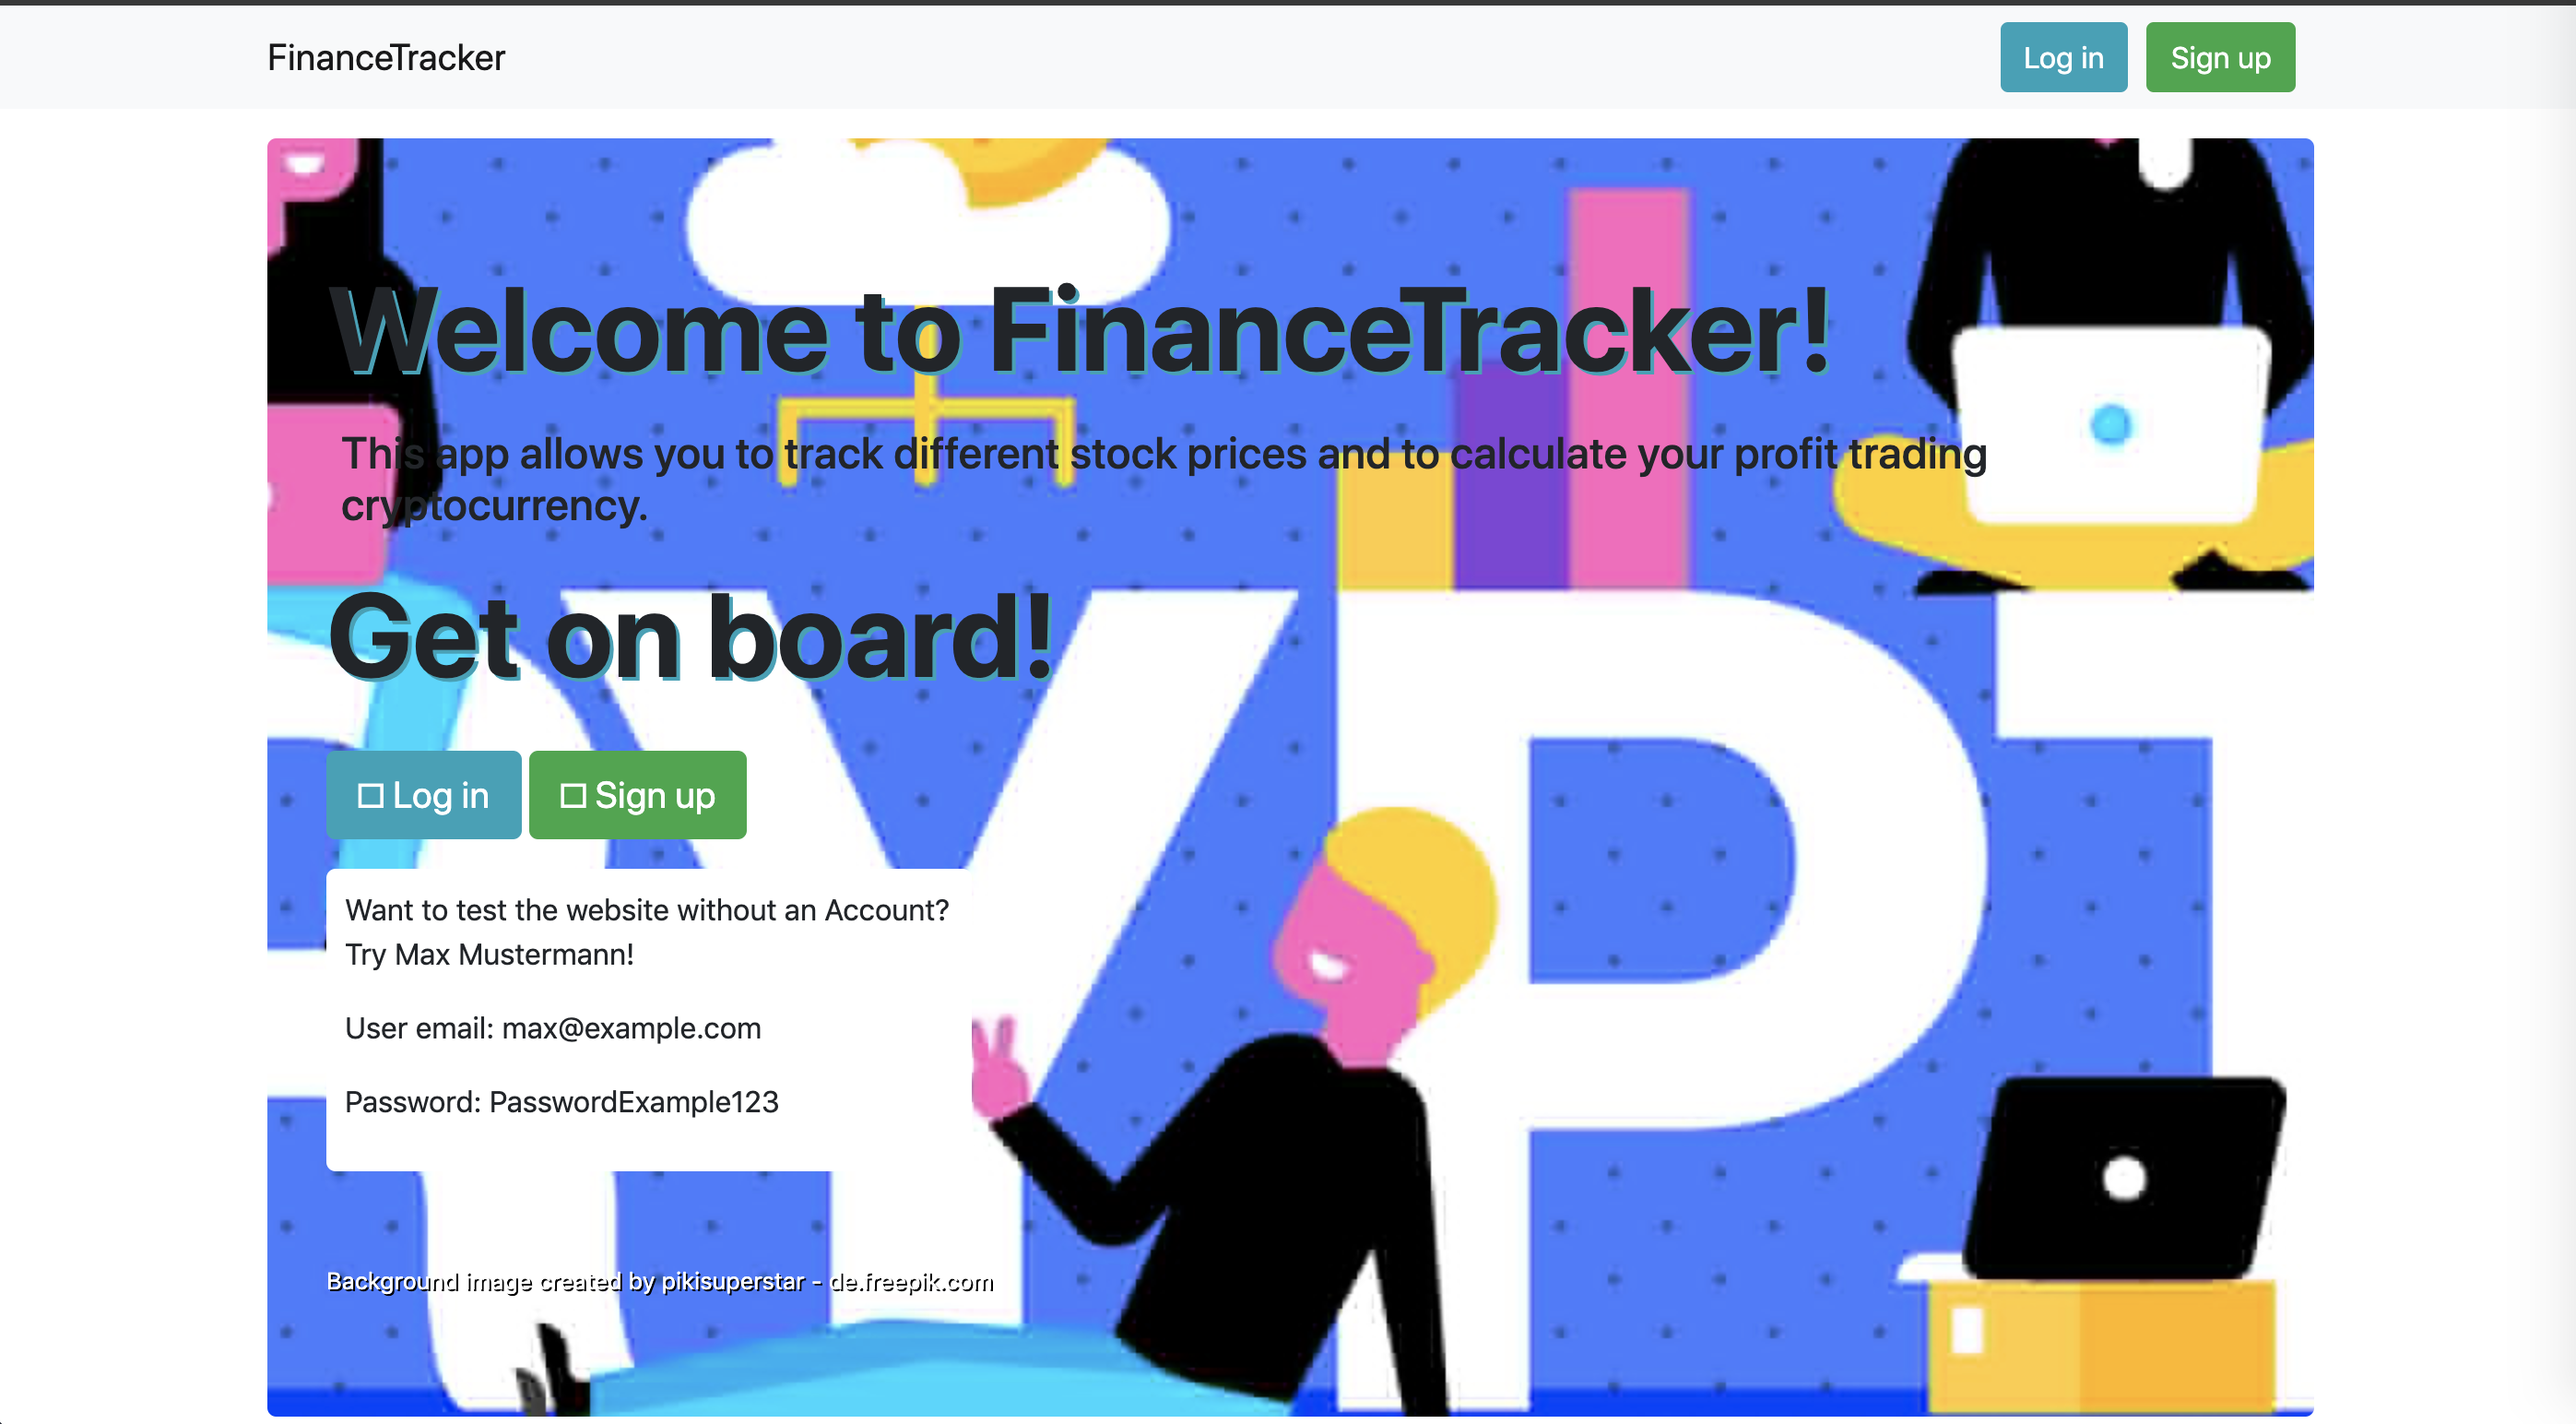 FinanceTracker
Log in
Sign up
Welcome to FinanceTracker!
This app allows you to track different stock prices and to calculate your profit trading
cryptocurrency.
Get on board!
Log in
Sign up
Want to test the website without an Account?
Try Max Mustermann!
User email: max@example.com
Password: PasswordExample123
Background image created by pikisuperstar - de.freepik.com